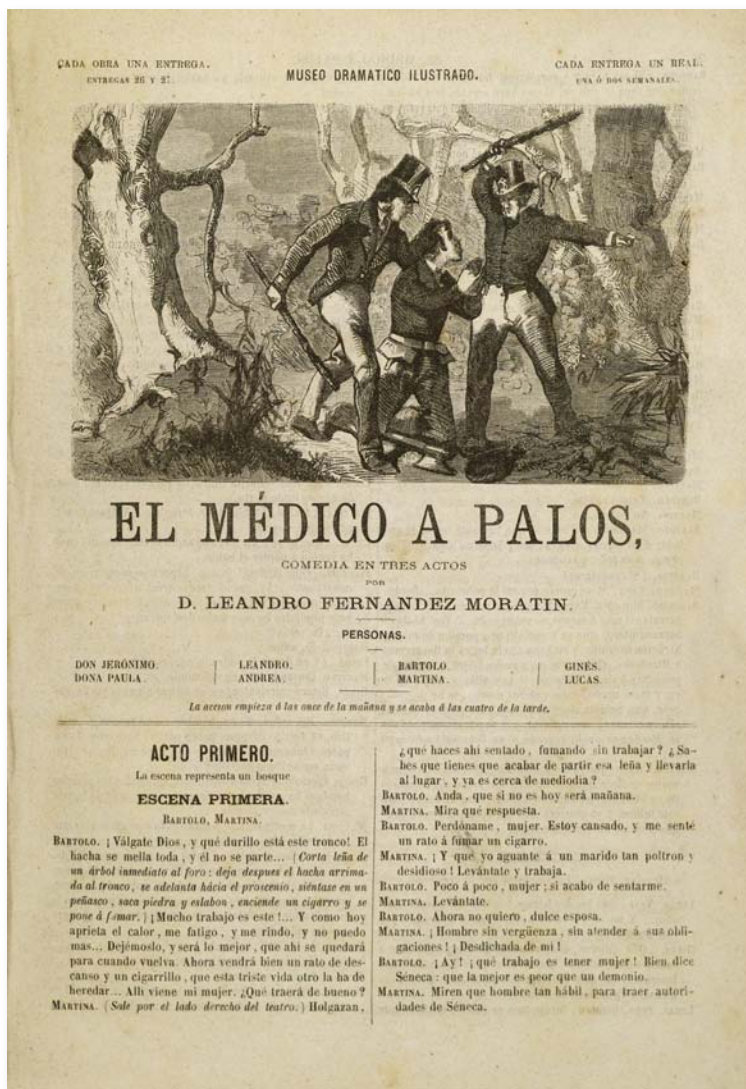 CADA OBRA UNA ENTREGA.
ENTREGAS 26 Y 27.
MUSEO DRAMATICO ILUSTRADO.
CADA ENTREGA UN REAL.
UNA Ó DOS SEMANALES.
EL MÉDICO A PALOS,
COMEDIA EN TRES ACTOS
POR
D. LEANDRO FERNANDEZ MORATIN.
PERSONAS.
DON JERÓNIMO. LEANDRO. BARTOLO. GINÉS.
DOÑA PAULA. ANDREA. MARTINA. LUCAS.
La accion empieza á las once de la mañana y se acaba á las cuatro de la tarde.
ACTO PRIMERO.
La escena representa un bosque
ESCENA PRIMERA.
BARTOLO, MARTINA.
BARTOLO. ¡Válgate Dios, y qué durillo está este tronco! El
hacha se mella toda, y él no se parte... (Corta leña de
un árbol inmediato al foro: deja despues el hacha arrima-
da al tronco, se adelanta hácia el proscenio, siéntase en un
peñasco, saca piedra y eslabon, enciende un cigarro y se
pone á fumar.) ¡Mucho trabajo es este!... Y como hoy
aprieta el calor, me fatigo, y me rindo, y no puedo
mas... Dejémoslo, y será lo mejor, que ahí se quedará
para cuando vuelva. Ahora vendrá bien un rato de des-
canso y un cigarrillo, que esta triste vida otro la ha de
heredar... Allí viene mi mujer. ¿Qué traerá de bueno?
MARTINA. (Sale por el lado derecho del teatro.) Holgazan,
¿qué haces ahí sentado, fumando sin trabajar? ¿Sa-
bes que tienes que acabar de partir esa leña y llevarla
al lugar, y ya es cerca de mediodia?
BARTOLO. Anda, que si no es hoy será mañana.
MARTINA. Mira qué respuesta.
BARTOLO. Perdóname, mujer. Estoy cansado, y me senté
un rato á fumar un cigarro.
MARTINA. ¡Y que yo aguante á un marido tan poltron y
desidioso! Levántate y trabaja.
BARTOLO. Poco á poco, mujer; si acabo de sentarme.
MARTINA. Levántate.
BARTOLO. Ahora no quiero, dulce esposa.
MARTINA. ¡Hombre sin vergüenza, sin atender á sus obli-
gaciones! ¡Desdichada de mí!
BARTOLO. ¡Ay! ¡qué trabajo es tener mujer! Bien dice
Séneca: que la mejor es peor que un demonio.
MARTINA. Miren que hombre tan hábil, para traer autori-
dades de Séneca.